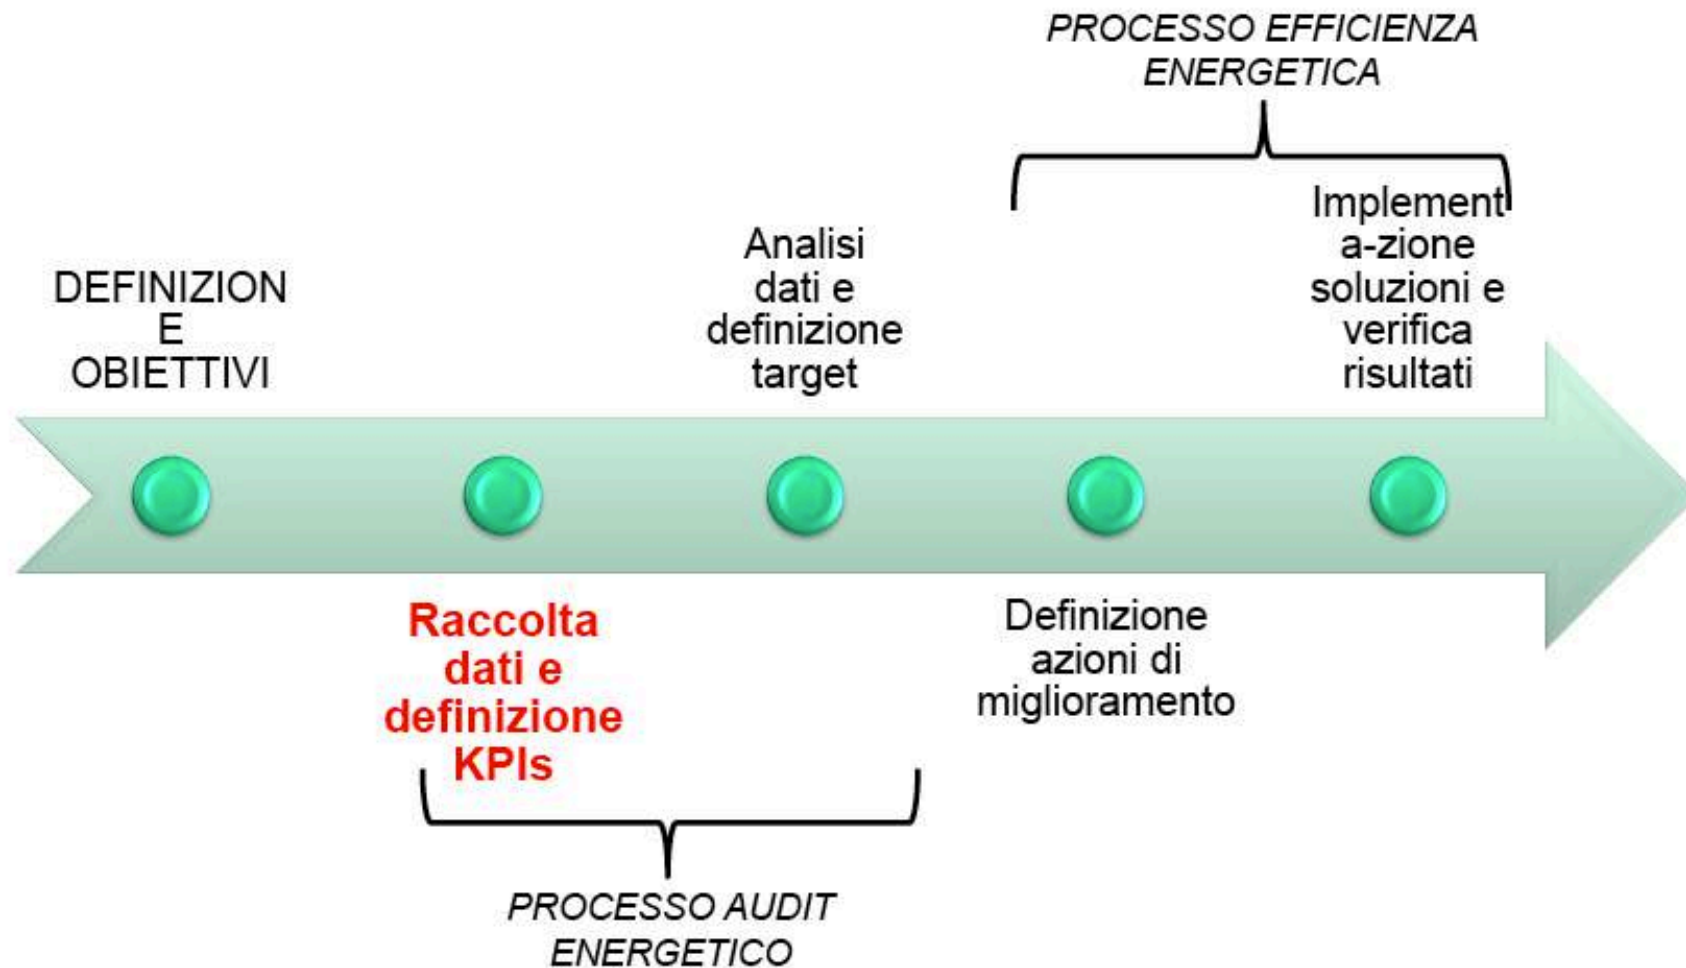 PROCESSO EFFICIENZA
ENERGETICA
DEFINIZION
E
OBIETTIVI
Raccolta
dati e
definizione
KPIs
Analisi
dati e
definizione
target
Definizione
azioni di
miglioramento
Implement
a-zione
soluzioni e
verifica
risultati
PROCESSO AUDIT
ENERGETICO